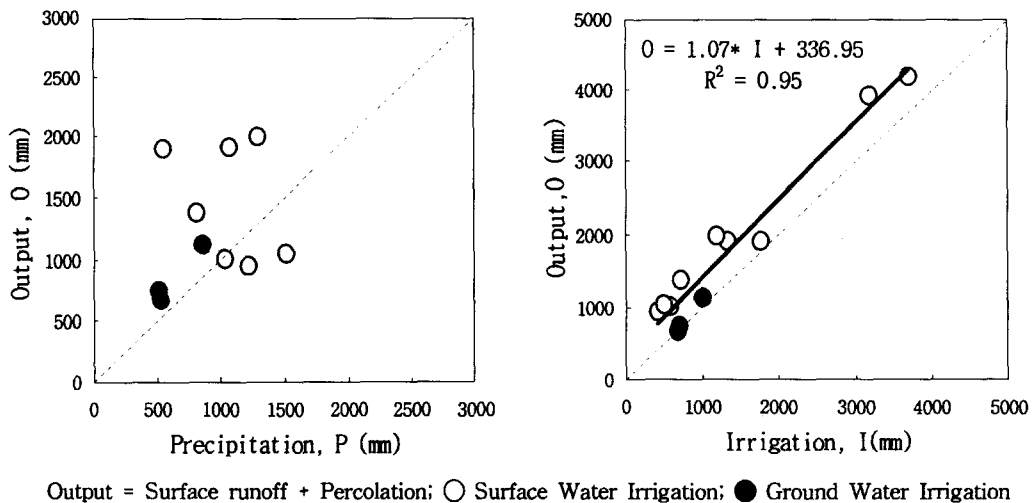 3000
2500
2000
1500
1000
500
0
Output, O (mm)
0 500 1000 1500 2000 2500 3000
Precipitation, P (mm)
O = 1.07* I + 336.95
R² = 0.95
5000
4000
3000
2000
1000
0
Output,O (mm)
0 1000 2000 3000 4000 5000
Irrigation, I(mm)
Output = Surface runoff + Percolation; Surface Water Irrigation; Ground Water Irrigation